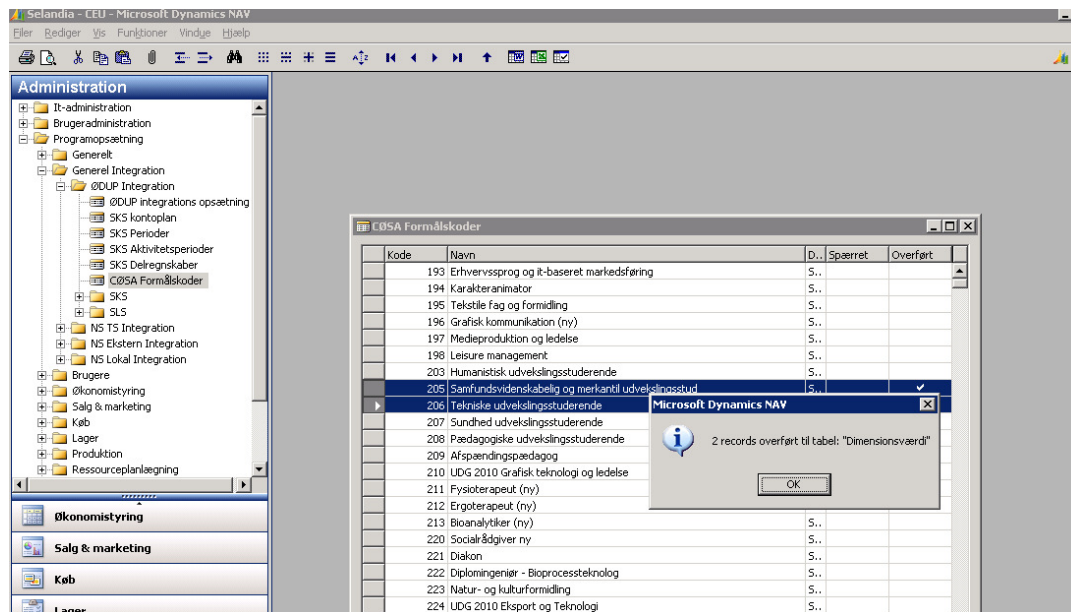 Selandia - CEU - Microsoft Dynamics NAV
Filer Rediger Vis Funktioner Vindue Hjælp
Administration
It-administration
Brugeradministration
Programopsætning
Generelt
Generel Integration
ØDUP Integration
ØDUP integrations opsætning
SKS kontoplan
SKS Perioder
SKS Aktivitetsperioder
SKS Delregnskaber
CØSA Formålskoder
SKS
SLS
NS TS Integration
NS Ekstern Integration
NS Lokal Integration
Brugere
Økonomistyring
Salg & marketing
Køb
Lager
Produktion
Ressourceplanlægning
Økonomistyring
Salg & marketing
Køb
Lager
CØSA Formålskoder
Kode Navn D.. Spærret Overført
193 Erhvervssprog og it-baseret markedsføring S..
194 Karakteranimator S..
195 Tekstile fag og formidling S..
196 Grafisk kommunikation (ny) S..
197 Medieproduktion og ledelse S..
198 Leisure management S..
203 Humanistisk udvekslingsstuderende S..
205 Samfundsvidenskabelig og merkantil udvekslingsstud S..
206 Tekniske udvekslingsstuderende
207 Sundhed udvekslingsstuderende
208 Pædagogiske udvekslingsstuderende
209 Afspændingspædagog
210 UDG 2010 Grafisk teknologi og ledelse
211 Fysioterapeut (ny)
212 Ergoterapeut (ny)
213 Bioanalytiker (ny) S..
220 Socialrådgiver ny S..
221 Diakon S..
222 Diplomingeniør - Bioprocessteknolog S..
223 Natur- og kulturformidling S..
224 UDG 2010 Eksport og Teknologi S..
Microsoft Dynamics NAV
2 records overført til tabel: "Dimensionsværdi"
OK